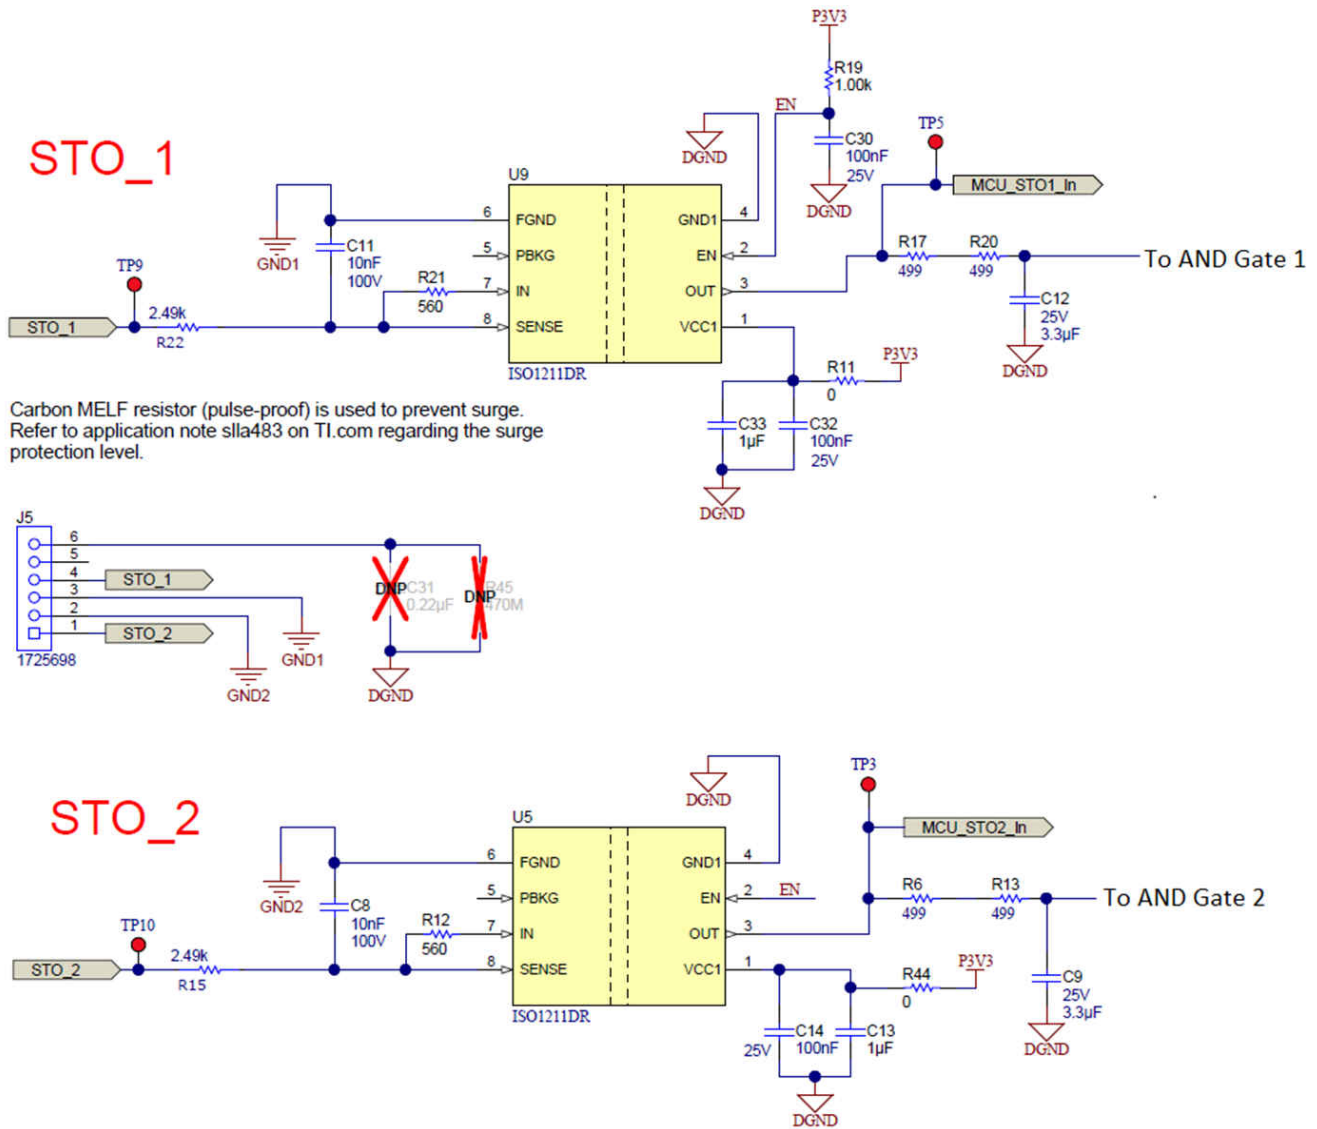 STO_1
P3V3
R19
1.00k
EN
DGND
C30
100nF
25V
DGND
TP5
MCU_STO1_In
U9
6 FGND
5 PBKG
7 IN
8 SENSE
GND1 4
EN 2
OUT 3
VCC1 1
ISO1211DR
GND1
C11
10nF
100V
R21
560
TP9
STO_1
2.49k
R22
R17
499
R20
499
To AND Gate 1
C12
25V
3.3µF
DGND
P3V3
R11
0
C33
1µF
C32
100nF
25V
DGND
Carbon MELF resistor (pulse-proof) is used to prevent surge.
Refer to application note slla483 on TI.com regarding the surge
protection level.
J5
6
5
4 STO_1
3
2
1 STO_2
1725698
GND1
GND2
DNP C31
0.22µF
DNP R45
470M
DGND
STO_2
DGND
TP3
MCU_STO2_In
U5
6 FGND
5 PBKG
7 IN
8 SENSE
GND1 4
EN 2 EN
OUT 3
VCC1 1
ISO1211DR
GND2
C8
10nF
100V
R12
560
TP10
STO_2
2.49k
R15
R6
499
R13
499
To AND Gate 2
P3V3
R44
0
C9
25V
3.3µF
DGND
C14
25V 100nF
C13
1µF
DGND